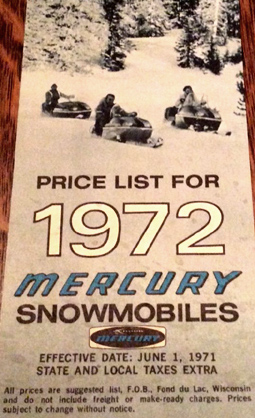 PRICE LIST FOR
1972
MERCURY
SNOWMOBILES
MERCURY
EFFECTIVE DATE: JUNE 1, 1971
STATE AND LOCAL TAXES EXTRA
All prices are suggested list, F.O.B., Fond du Lac, Wisconsin
and do not include freight or make-ready charges. Prices
subject to change without notice.